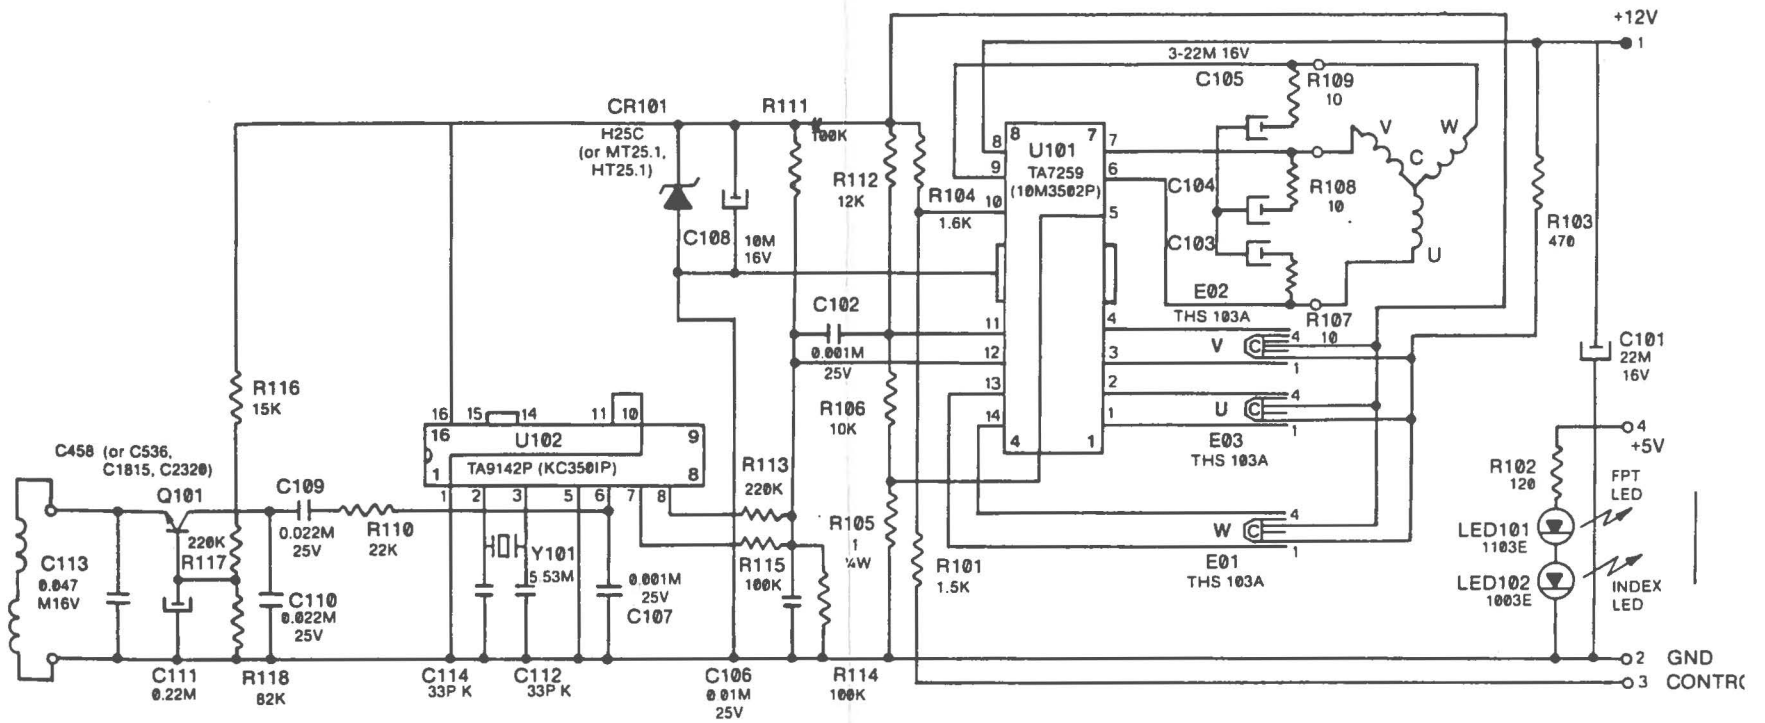 +12V
1
3-22M 16V
C105
R109
10
CR101
H25C
(or MT25.1,
HT25.1)
R111
100K
8
7
8
9
10
U101
TA7259
(10M3502P)
7
6
5
V
W
C
R112
12K
R104
1.6K
C104
R108
10
R103
470
C108
10M
16V
C103
U
E02
THS 103A
R107
10
C102
0.001M
25V
11
12
13
14
4
3
2
1
V
C
4
1
C101
22M
16V
R116
15K
U
C
4
1
R106
10K
4
1
E03
THS 103A
4
+5V
16
15
14
11
10
16
U102
9
TA9142P (KC350IP)
1
8
C458 (or C536,
C1815, C2320)
Q101
C109
0.022M
25V
R110
22K
1
2
3
5
6
7
8
R113
220K
R102
120
FPT
LED
220K
R117
R105
1
¼W
W
C
4
1
LED101
1103E
C113
0.047
M16V
Y101
5.53M
R115
100K
R101
1.5K
E01
THS 103A
LED102
1003E
INDEX
LED
C110
0.022M
25V
0.001M
25V
C107
C111
0.22M
R118
82K
C114
33P K
C112
33P K
C106
0.01M
25V
R114
100K
2
GND
3
CONTR